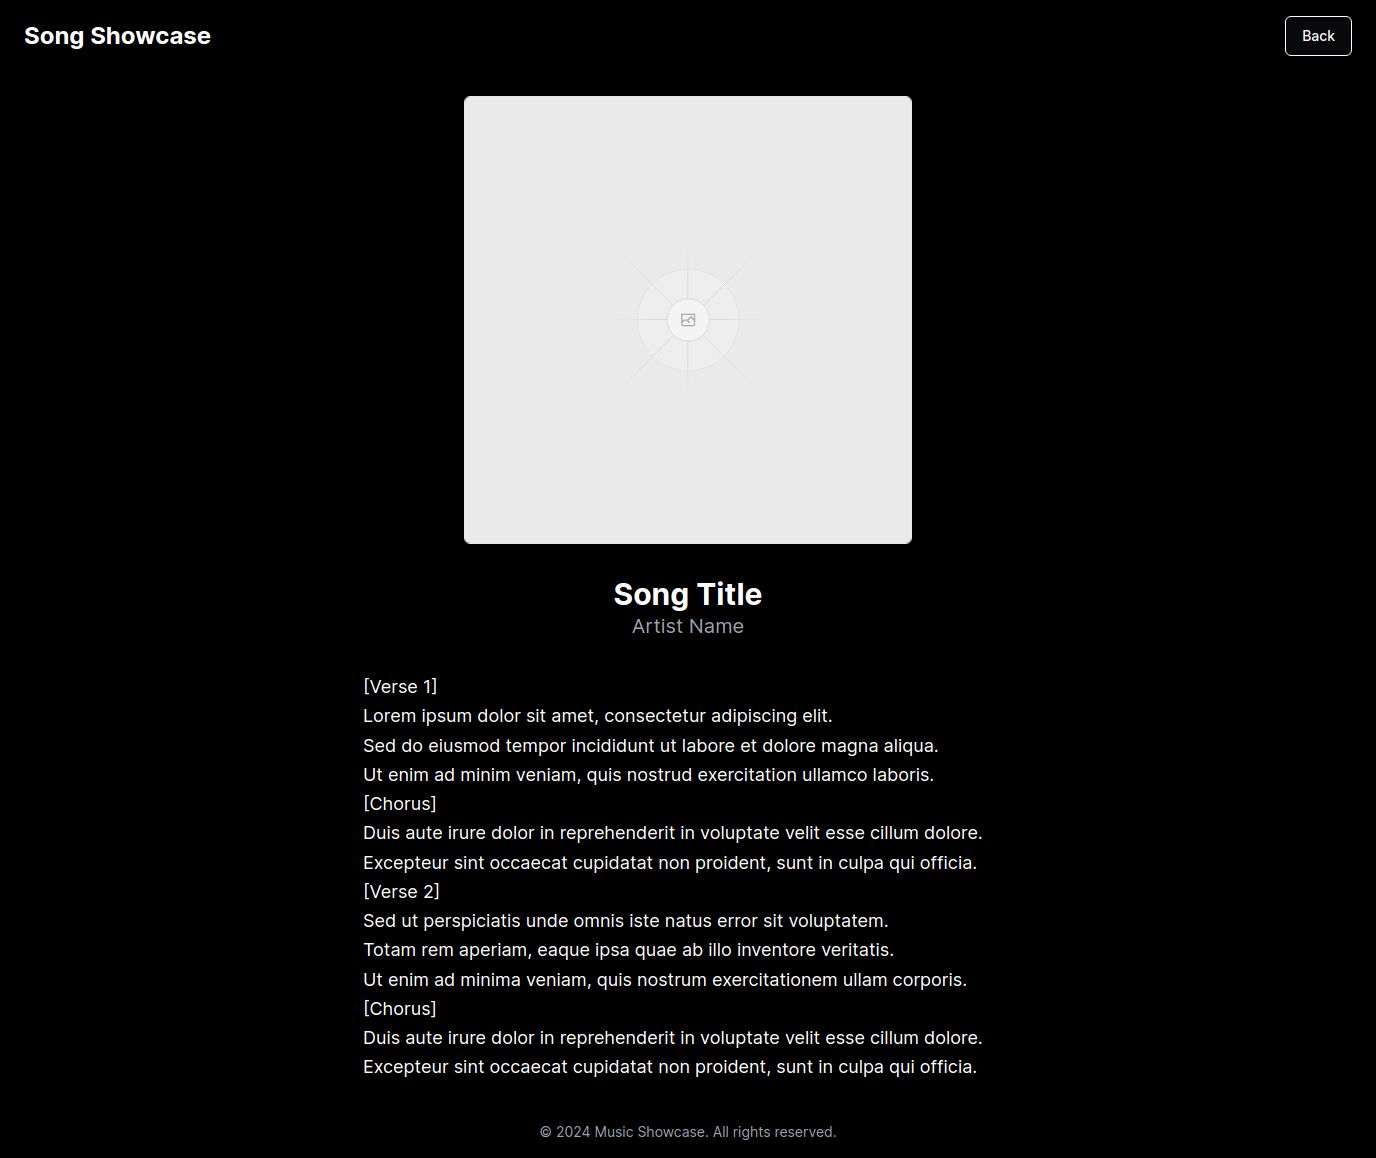 Song Showcase
Back
Song Title
Artist Name
[Verse 1]
Lorem ipsum dolor sit amet, consectetur adipiscing elit.
Sed do eiusmod tempor incididunt ut labore et dolore magna aliqua.
Ut enim ad minim veniam, quis nostrud exercitation ullamco laboris.
[Chorus]
Duis aute irure dolor in reprehenderit in voluptate velit esse cillum dolore.
Excepteur sint occaecat cupidatat non proident, sunt in culpa qui officia.
[Verse 2]
Sed ut perspiciatis unde omnis iste natus error sit voluptatem.
Totam rem aperiam, eaque ipsa quae ab illo inventore veritatis.
Ut enim ad minima veniam, quis nostrum exercitationem ullam corporis.
[Chorus]
Duis aute irure dolor in reprehenderit in voluptate velit esse cillum dolore.
Excepteur sint occaecat cupidatat non proident, sunt in culpa qui officia.
© 2024 Music Showcase. All rights reserved.